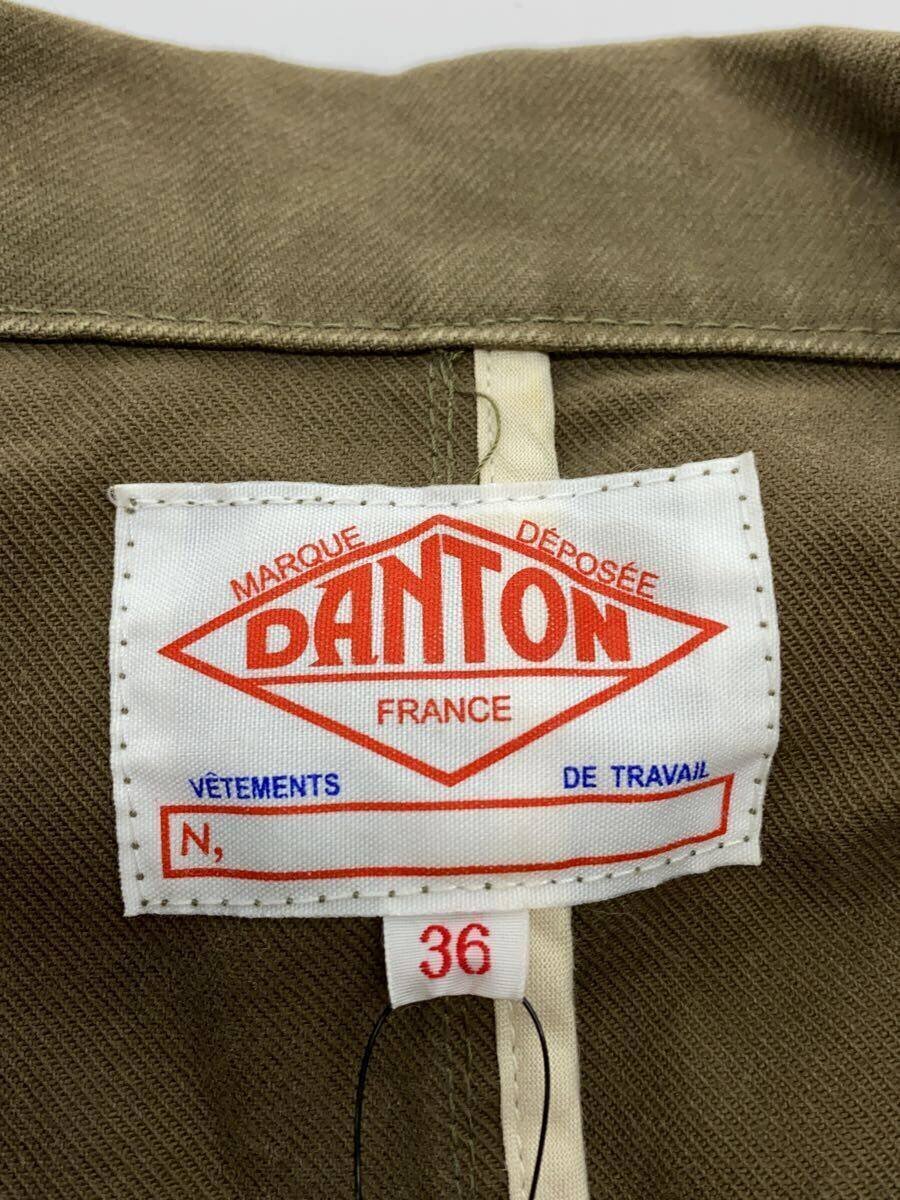 MARQUE DÉPOSÉE
DANTON
FRANCE
VÊTEMENTS DE TRAVAIL
N,
36